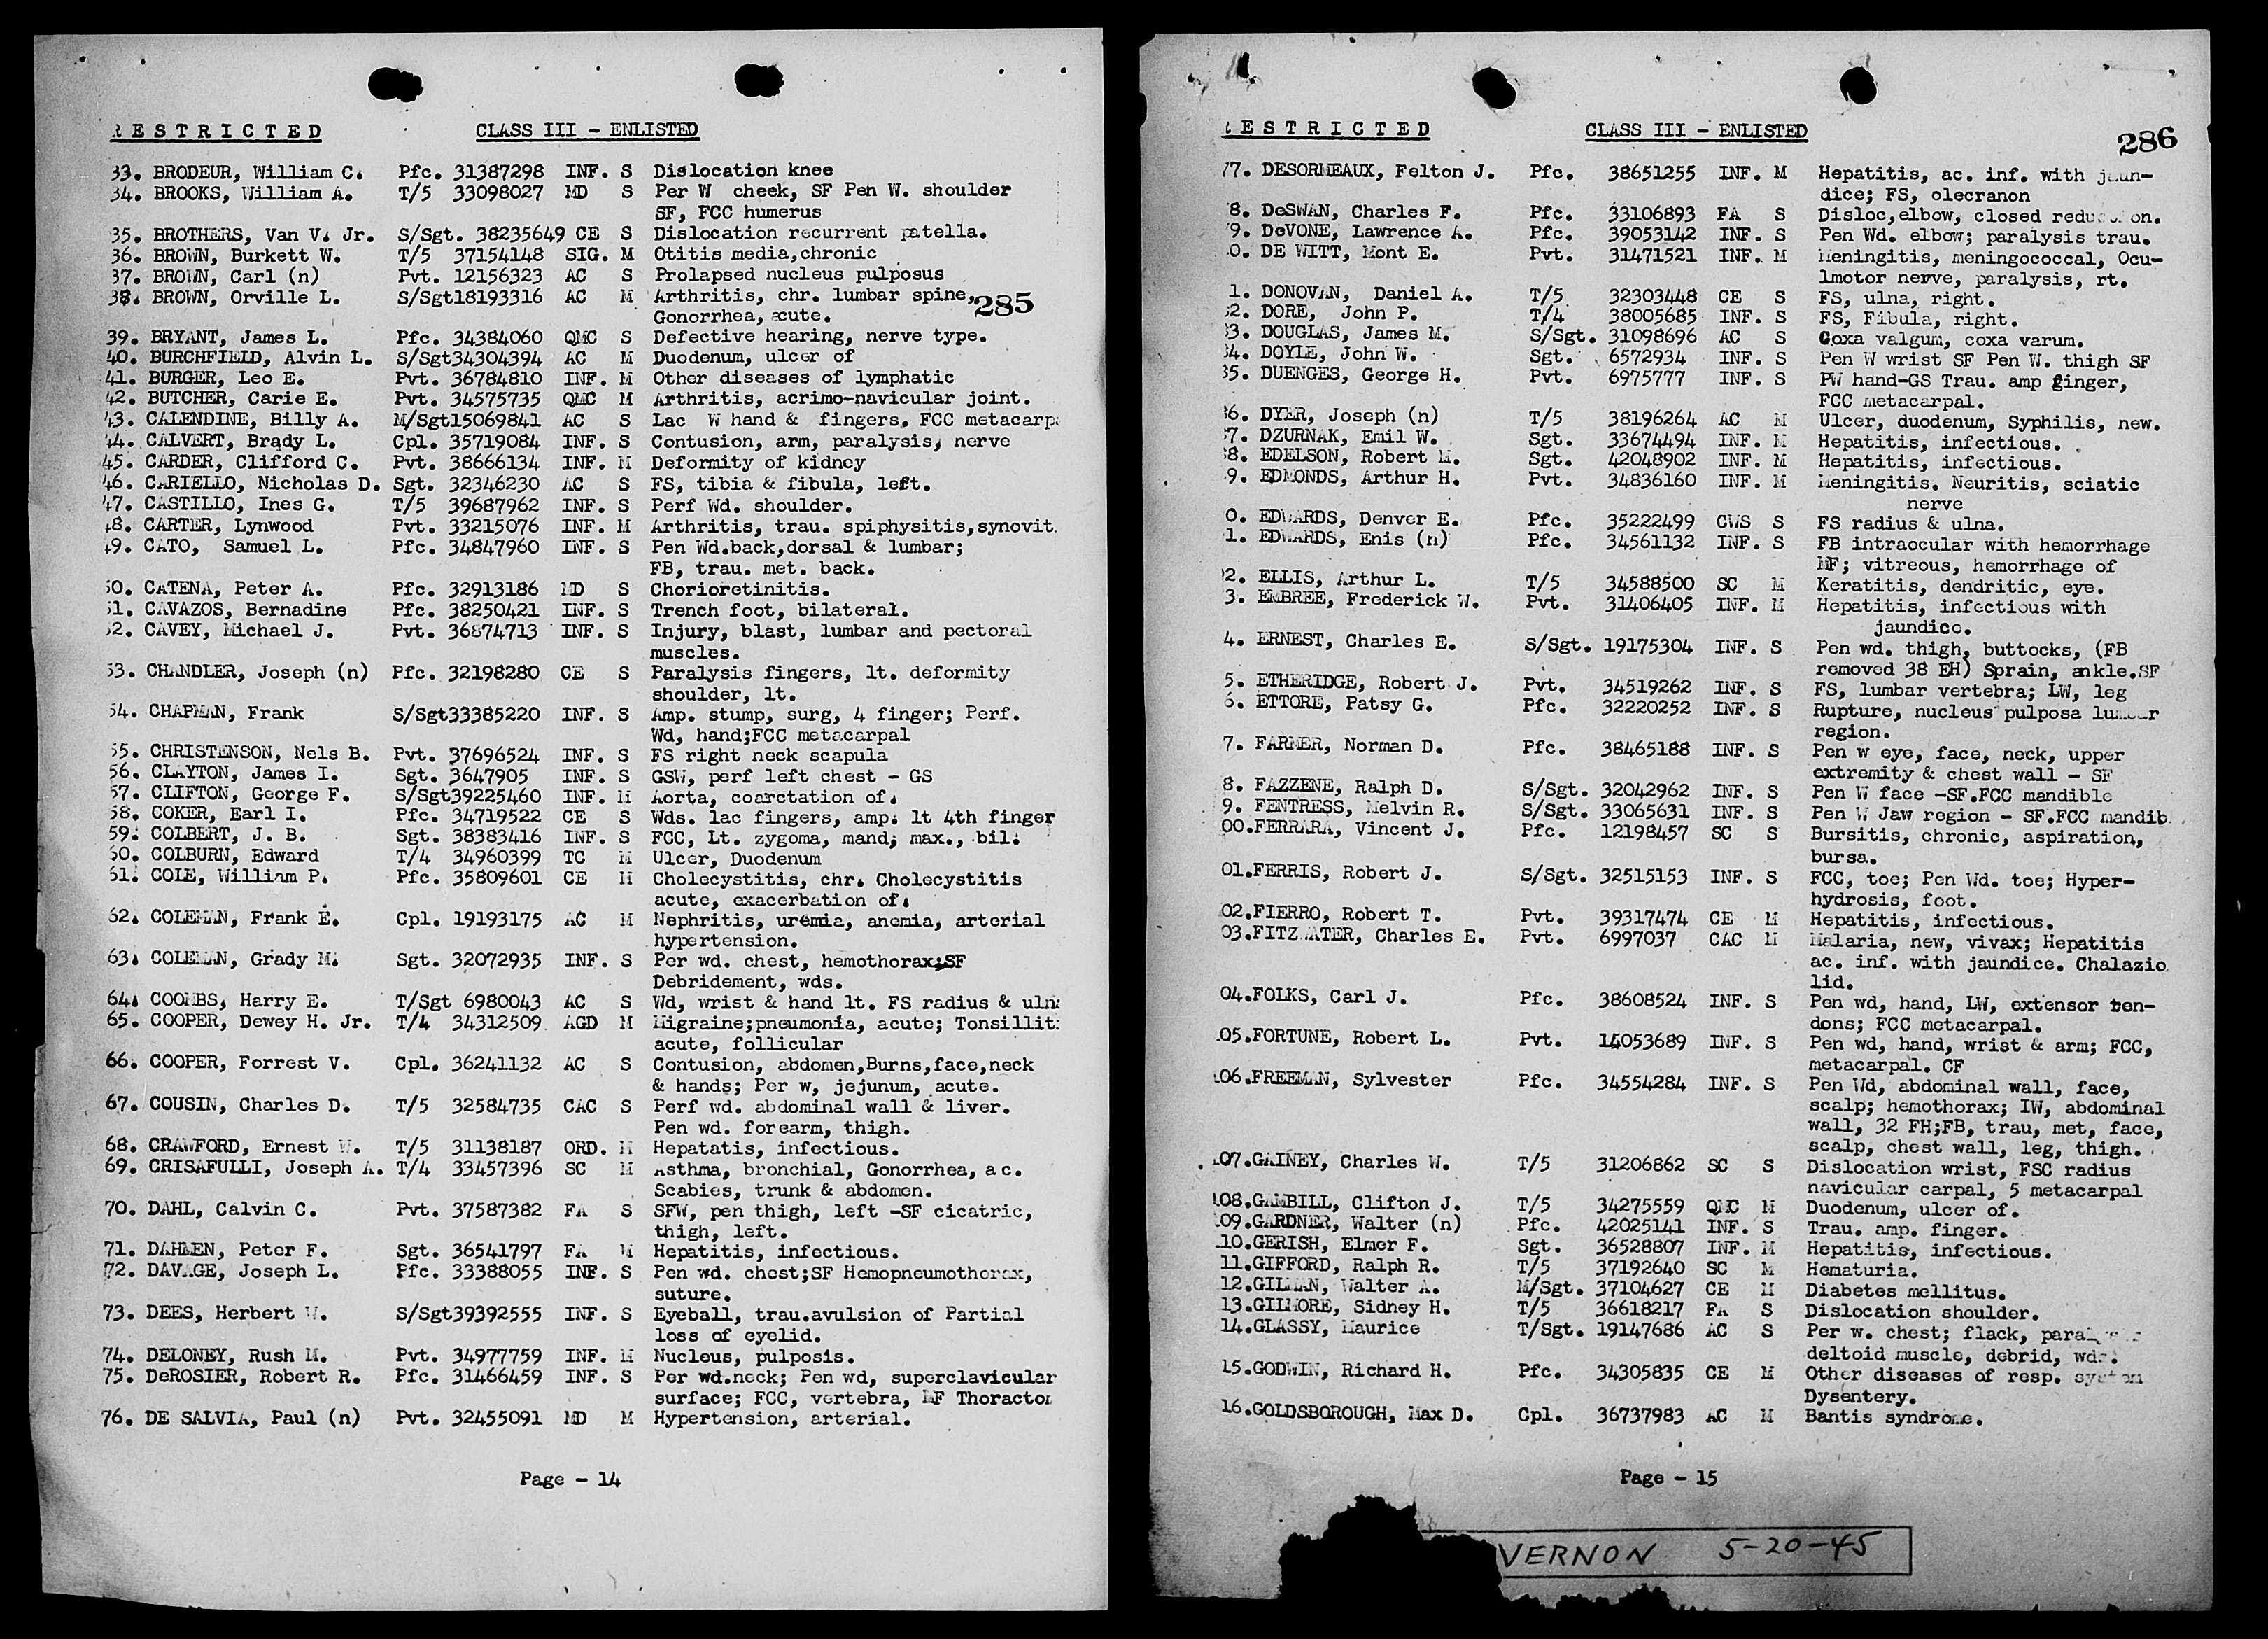 RESTRICTED CLASS III - ENLISTED
33. BRODEUR, William C. Pfc. 31387298 INF. S Dislocation knee
34. BROOKS, William A. T/5 33098027 MD S Per W cheek, SF Pen W. shoulder
SF, FCC humerus
35. BROTHERS, Van V. Jr. S/Sgt. 38235649 CE S Dislocation recurrent patella.
36. BROWN, Burkett W. T/5 37154148 SIG. M Otitis media,chronic
37. BROWN, Carl (n) Pvt. 12156323 AC S Prolapsed nucleus pulposus
38. BROWN, Orville L. S/Sgt18193316 AC M Arthritis, chr. lumbar spine, 285
Gonorrhea, acute.
39. BRYANT, James L. Pfc. 34384060 QMC S Defective hearing, nerve type.
40. BURCHFIELD, Alvin L. S/Sgt34304394 AC M Duodenum, ulcer of
41. BURGER, Leo E. Pvt. 36784810 INF. M Other diseases of lymphatic
42. BUTCHER, Carie E. Pvt. 34575735 QMC M Arthritis, acrimo-navicular joint.
43. CALENDINE, Billy A. M/Sgt15069841 AC S Lac W hand & fingers, FCC metacarp
44. CALVERT, Brady L. Cpl. 35719084 INF. S Contusion, arm, paralysis, nerve
45. CARDER, Clifford C. Pvt. 38666134 INF. M Deformity of kidney
46. CARIELLO, Nicholas D. Sgt. 32346230 AC S FS, tibia & fibula, left.
47. CASTILLO, Ines G. T/5 39687962 INF. S Perf Wd. shoulder.
48. CARTER, Lynwood Pvt. 33215076 INF. M Arthritis, trau. spiphysitis,synovit.
49. CATO, Samuel L. Pfc. 34847960 INF. S Pen Wd.back,dorsal & lumbar;
FB, trau. met. back.
50. CATENA, Peter A. Pfc. 32913186 MD S Chorioretinitis.
51. CAVAZOS, Bernadine Pfc. 38250421 INF. S Trench foot, bilateral.
52. CAVEY, Michael J. Pvt. 36874713 INF. S Injury, blast, lumbar and pectoral
muscles.
53. CHANDLER, Joseph (n) Pfc. 32198280 CE S Paralysis fingers, lt. deformity
shoulder, lt.
54. CHAPMAN, Frank S/Sgt33385220 INF. S Amp. stump, surg, 4 finger; Perf.
Wd, hand;FCC metacarpal
55. CHRISTENSON, Nels B. Pvt. 37696524 INF. S FS right neck scapula
56. CLAYTON, James I. Sgt. 3647905 INF. S GSW, perf left chest - GS
57. CLIFTON, George F. S/Sgt39225460 INF. M Aorta, coarctation of.
58. COKER, Earl I. Pfc. 34719522 CE S Wds. lac fingers, amp. lt 4th finger
59. COLBERT, J. B. Sgt. 38383416 INF. S FCC, Lt. zygoma, mand, max., bil.
60. COLBURN, Edward T/4 34960399 TC M Ulcer, Duodenum
61. COLE, William P. Pfc. 35809601 CE M Cholecystitis, chr. Cholecystitis
acute, exacerbation of.
62. COLEMAN, Frank E. Cpl. 19193175 AC M Nephritis, uremia, anemia, arterial
hypertension.
63. COLEMAN, Grady M. Sgt. 32072935 INF. S Per wd. chest, hemothorax;SF
Debridement, wds.
64. COOMBS, Harry E. T/Sgt 6980043 AC S Wd, wrist & hand lt. FS radius & ulna
65. COOPER, Dewey H. Jr. T/4 34312509 AGD M Migraine;pneumonia, acute; Tonsillit
acute, follicular
66. COOPER, Forrest V. Cpl. 36241132 AC S Contusion, abdomen,Burns,face,neck
& hands; Per w, jejunum, acute.
67. COUSIN, Charles D. T/5 32584735 CAC S Perf wd. abdominal wall & liver.
Pen wd. forearm, thigh.
68. CRAWFORD, Ernest W. T/5 31138187 ORD. M Hepatatis, infectious.
69. CRISAFULLI, Joseph A. T/4 33457396 SC M Asthma, bronchial, Gonorrhea, ac.
Scabies, trunk & abdomen.
70. DAHL, Calvin C. Pvt. 37587382 FA S SFW, pen thigh, left -SF cicatric,
thigh, left.
71. DAHMEN, Peter F. Sgt. 36541797 FA M Hepatitis, infectious.
72. DAVAGE, Joseph L. Pfc. 33388055 INF. S Pen wd. chest;SF Hemopneumothorax,
suture.
73. DEES, Herbert W. S/Sgt39392555 INF. S Eyeball, trau.avulsion of Partial
loss of eyelid.
74. DELONEY, Rush M. Pvt. 34977759 INF. M Nucleus, pulposis.
75. DeROSIER, Robert R. Pfc. 31466459 INF. S Per wd.neck; Pen wd, superclavicular
surface; FCC, vertebra, MF Thoracton
76. DE SALVIA, Paul (n) Pvt. 32455091 MD M Hypertension, arterial.
Page - 14
RESTRICTED CLASS III - ENLISTED 286
77. DESORMEAUX, Felton J. Pfc. 38651255 INF. M Hepatitis, ac. inf. with jaun-
dice; FS, olecranon
8. DeSWAN, Charles F. Pfc. 33106893 FA S Disloc,elbow, closed reduction.
9. DeVONE, Lawrence A. Pfc. 39053142 INF. S Pen Wd. elbow; paralysis trau.
0. DE WITT, Mont E. Pvt. 31471521 INF. M Meningitis, meningococcal, Ocu-
lmotor nerve, paralysis, rt.
1. DONOVAN, Daniel A. T/5 32303448 CE S FS, ulna, right.
32. DORE, John P. T/4 38005685 INF. S FS, Fibula, right.
33. DOUGLAS, James M. S/Sgt. 31098696 AC S Coxa valgum, coxa varum.
34. DOYLE, John W. Sgt. 6572934 INF. S Pen W wrist SF Pen W. thigh SF
35. DUENGES, George H. Pvt. 6975777 INF. S PW hand-GS Trau. amp finger,
FCC metacarpal.
36. DYER, Joseph (n) T/5 38196264 AC M Ulcer, duodenum, Syphilis, new.
37. DZURNAK, Emil W. Sgt. 33674494 INF. M Hepatitis, infectious.
38. EDELSON, Robert M. Sgt. 42048902 INF. M Hepatitis, infectious.
9. EDMONDS, Arthur H. Pvt. 34836160 INF. M Meningitis. Neuritis, sciatic
nerve
0. EDWARDS, Denver E. Pfc. 35222499 CWS S FS radius & ulna.
1. EDWARDS, Enis (n) Pfc. 34561132 INF. S FB intraocular with hemorrhage
MF; vitreous, hemorrhage of
2. ELLIS, Arthur L. T/5 34588500 SC M Keratitis, dendritic, eye.
3. EMBREE, Frederick W. Pvt. 31406405 INF. M Hepatitis, infectious with
jaundice.
4. ERNEST, Charles E. S/Sgt. 19175304 INF. S Pen wd. thigh, buttocks, (FB
removed 38 EH) Sprain, ankle.SF
5. ETHERIDGE, Robert J. Pvt. 34519262 INF. S FS, lumbar vertebra; LW, leg
6. ETTORE, Patsy G. Pfc. 32220252 INF. S Rupture, nucleus pulposa lumbar
region.
7. FARMER, Norman D. Pfc. 38465188 INF. S Pen w eye, face, neck, upper
extremity & chest wall - SF
8. FAZZENE, Ralph D. S/Sgt. 32042962 INF. S Pen W face -SF.FCC mandible
9. FENTRESS, Melvin R. S/Sgt. 33065631 INF. S Pen W Jaw region - SF.FCC mandib
00.FERRARA, Vincent J. Pfc. 12198457 SC S Bursitis, chronic, aspiration,
bursa.
01.FERRIS, Robert J. S/Sgt. 32515153 INF. S FCC, toe; Pen Wd. toe; Hyper-
hydrosis, foot.
02.FIERRO, Robert T. Pvt. 39317474 CE M Hepatitis, infectious.
03.FITZWATER, Charles E. Pvt. 6997037 CAC M Malaria, new, vivax; Hepatitis
ac. inf. with jaundice. Chalazio
lid.
04.FOLKS, Carl J. Pfc. 38608524 INF. S Pen wd, hand, LW, extensor ten-
dons; FCC metacarpal.
05.FORTUNE, Robert L. Pvt. 14053689 INF. S Pen wd, hand, wrist & arm; FCC,
metacarpal. CF
106.FREEMAN, Sylvester Pfc. 34554284 INF. S Pen Wd, abdominal wall, face,
scalp; hemothorax; IW, abdominal
wall, 32 FH;FB, trau, met, face,
scalp, chest wall, leg, thigh.
107.GAINEY, Charles W. T/5 31206862 SC S Dislocation wrist, FSC radius
navicular carpal, 5 metacarpal
108.GAMBILL, Clifton J. T/5 34275559 QMC M Duodenum, ulcer of.
109.GARDNER, Walter (n) Pfc. 42025141 INF. S Trau. amp. finger.
110.GERISH, Elmer F. Sgt. 36528807 INF. M Hepatitis, infectious.
11.GIFFORD, Ralph R. T/5 37192640 SC M Hematuria.
12.GILMAN, Walter A. M/Sgt. 37104627 CE M Diabetes mellitus.
13.GILMORE, Sidney H. T/5 36618217 FA S Dislocation shoulder.
14.GLASSY, Maurice T/Sgt. 19147686 AC S Per w. chest; flack, paralyses
deltoid muscle, debrid, wds.
15.GODWIN, Richard H. Pfc. 34305835 CE M Other diseases of resp. system
Dysentery.
16.GOLDSBOROUGH, Max D. Cpl. 36737983 AC M Bantis syndrome.
Page - 15
VERNON 5-20-45